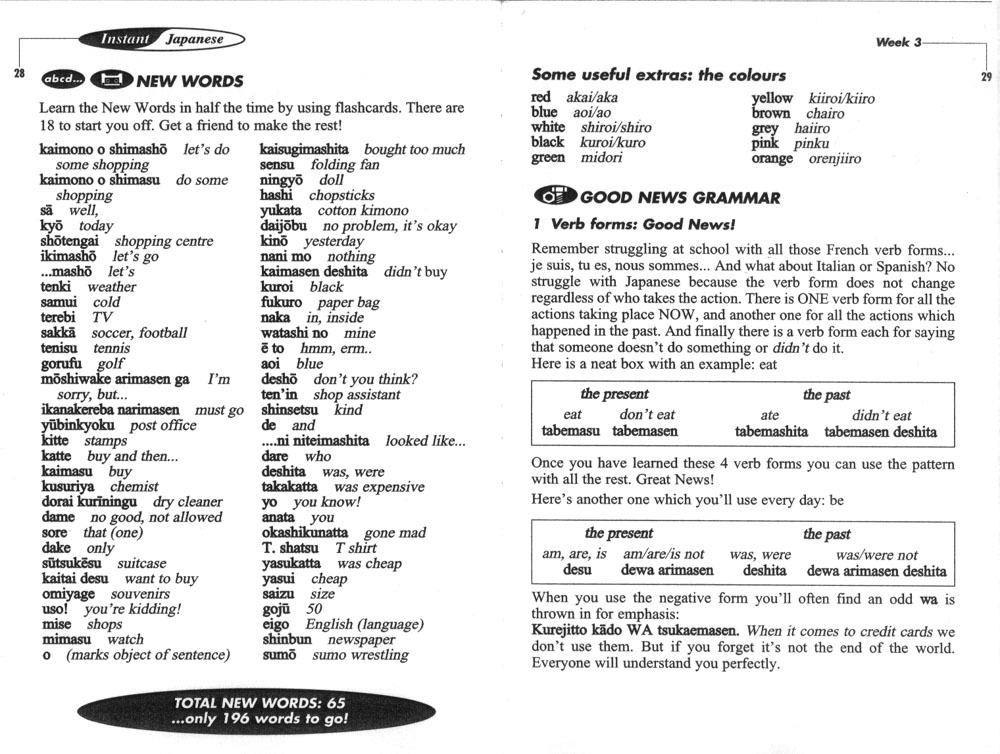 Instant Japanese
28
abcd... NEW WORDS
Learn the New Words in half the time by using flashcards. There are
18 to start you off. Get a friend to make the rest!
kaimono o shimashō let's do
some shopping
kaimono o shimasu do some
shopping
sā well,
kyō today
shōtengai shopping centre
ikimashō let's go
...mashō let's
tenki weather
samui cold
terebi TV
sakkā soccer, football
tenisu tennis
gorufu golf
mōshiwake arimasen ga I'm
sorry, but...
ikanakereba narimasen must go
yūbinkyoku post office
kitte stamps
katte buy and then...
kaimasu buy
kusuriya chemist
dorai kurīningu dry cleaner
dame no good, not allowed
sore that (one)
dake only
sūtsukēsu suitcase
kaitai desu want to buy
omiyage souvenirs
uso! you're kidding!
mise shops
mimasu watch
o (marks object of sentence)
kaisugimashita bought too much
sensu folding fan
ningyō doll
hashi chopsticks
yukata cotton kimono
daijōbu no problem, it's okay
kinō yesterday
nani mo nothing
kaimasen deshita didn't buy
kuroi black
fukuro paper bag
naka in, inside
watashi no mine
ē to hmm, erm..
aoi blue
deshō don't you think?
ten'in shop assistant
shinsetsu kind
de and
....ni niteimashita looked like...
dare who
deshita was, were
takakatta was expensive
yo you know!
anata you
okashikunatta gone mad
T. shatsu T shirt
yasukatta was cheap
yasui cheap
saizu size
gojū 50
eigo English (language)
shinbun newspaper
sumō sumo wrestling
TOTAL NEW WORDS: 65
...only 196 words to go!
Week 3
29
Some useful extras: the colours
red akai/aka
blue aoi/ao
white shiroi/shiro
black kuroi/kuro
green midori
yellow kiiroi/kiiro
brown chairo
grey haiiro
pink pinku
orange orenjiiro
GOOD NEWS GRAMMAR
1 Verb forms: Good News!
Remember struggling at school with all those French verb forms...
je suis, tu es, nous sommes... And what about Italian or Spanish? No
struggle with Japanese because the verb form does not change
regardless of who takes the action. There is ONE verb form for all the
actions taking place NOW, and another one for all the actions which
happened in the past. And finally there is a verb form each for saying
that someone doesn't do something or didn't do it.
Here is a neat box with an example: eat
the present the past
eat don't eat ate didn't eat
tabemasu tabemasen tabemashita tabemasen deshita
Once you have learned these 4 verb forms you can use the pattern
with all the rest. Great News!
Here's another one which you'll use every day: be
the present the past
am, are, is am/are/is not was, were was/were not
desu dewa arimasen deshita dewa arimasen deshita
When you use the negative form you'll often find an odd wa is
thrown in for emphasis:
Kurejitto kādo WA tsukaemasen. When it comes to credit cards we
don't use them. But if you forget it's not the end of the world.
Everyone will understand you perfectly.